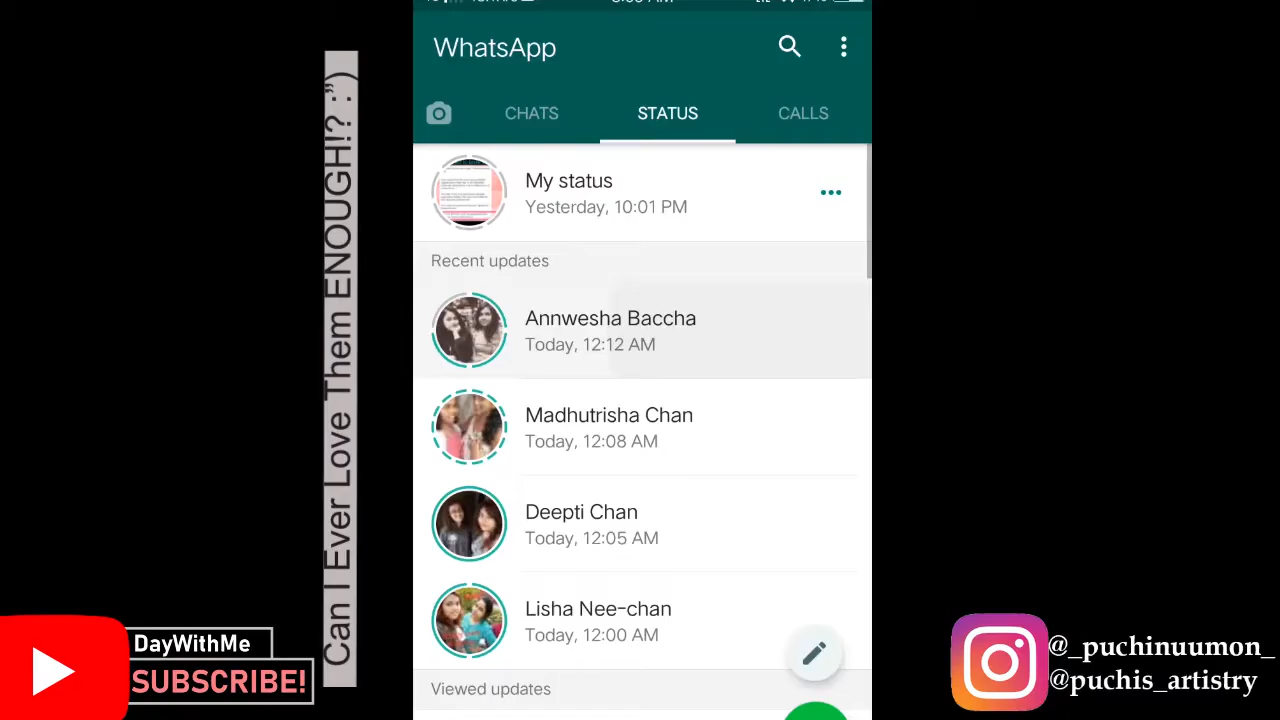 WhatsApp
CHATS
STATUS
CALLS
My status
Yesterday, 10:01 PM
Recent updates
Annwesha Baccha
Today, 12:12 AM
Madhutrisha Chan
Today, 12:08 AM
Deepti Chan
Today, 12:05 AM
Lisha Nee-chan
Today, 12:00 AM
Viewed updates
Can I Ever Love Them ENOUGH!? :")
DayWithMe
SUBSCRIBE!
@_puchinuumon_
@puchis_artistry